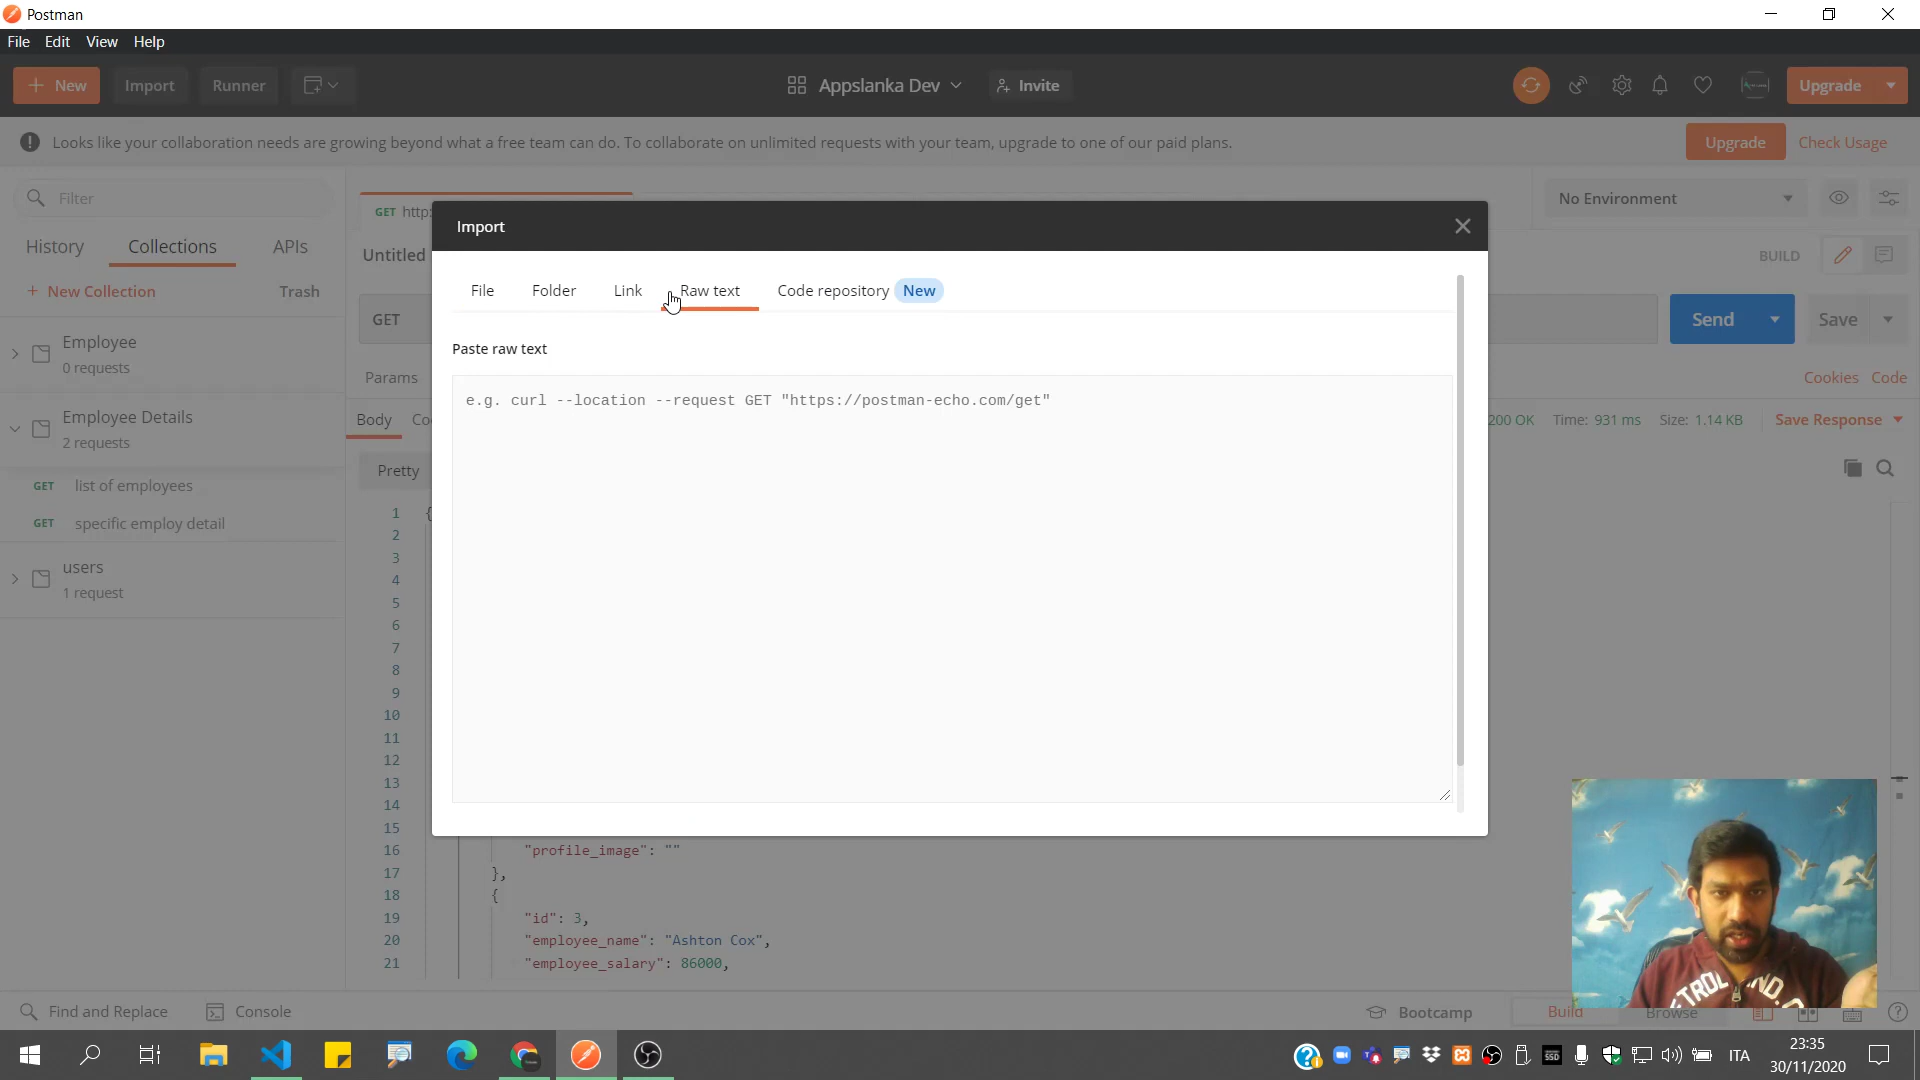 Postman
File Edit View Help
+ New Import Runner Appslanka Dev Invite Upgrade
Looks like your collaboration needs are growing beyond what a free team can do. To collaborate on unlimited requests with your team, upgrade to one of our paid plans. Upgrade Check Usage
Filter
GET http: No Environment
History Collections APIs
Untitled BUILD
+ New Collection Trash
GET Send Save
Employee
0 requests
Params Cookies Code
Employee Details
2 requests
Body Co 200 OK Time: 931 ms Size: 1.14 KB Save Response
Pretty
GET list of employees
GET specific employ detail
users
1 request
Import
File Folder Link Raw text Code repository New
Paste raw text
e.g. curl --location --request GET "https://postman-echo.com/get"
1 {
2
3
4
5
6
7
8
9
10
11
12
13
14
15
16 "profile_image": ""
17 },
18 {
19 "id": 3,
20 "employee_name": "Ashton Cox",
21 "employee_salary": 86000,
Find and Replace Console Bootcamp Build Browse
ITA
23:35
30/11/2020